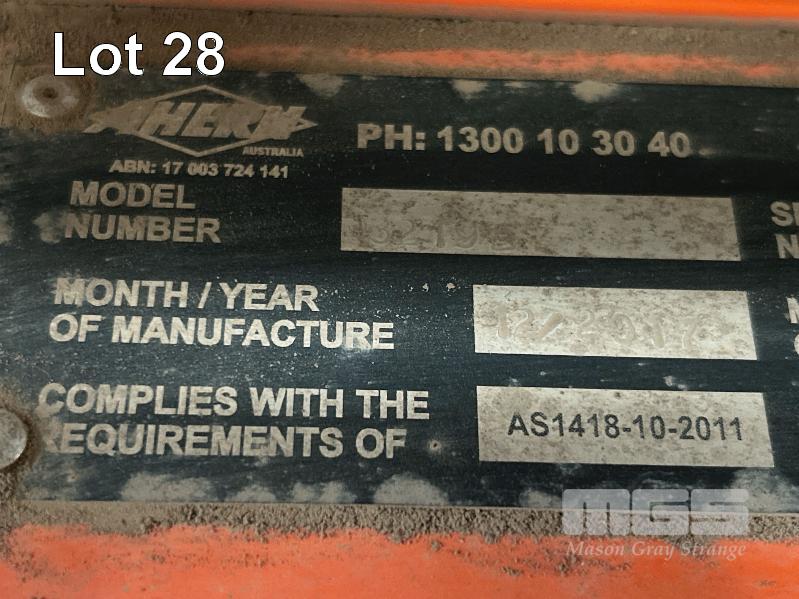 Lot 28
AHERN
AUSTRALIA
PH: 1300 10 30 40
ABN: 17 003 724 141
MODEL
NUMBER
MONTH / YEAR
OF MANUFACTURE
COMPLIES WITH THE
REQUIREMENTS OF
AS1418-10-2011
MGS
Mason Gray Strange